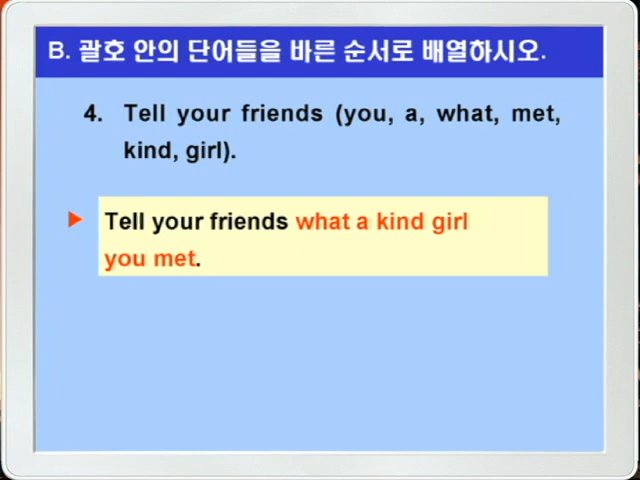 B. 괄호 안의 단어들을 바른 순서로 배열하시오.
4. Tell your friends (you, a, what, met,
kind, girl).
Tell your friends what a kind girl
you met.